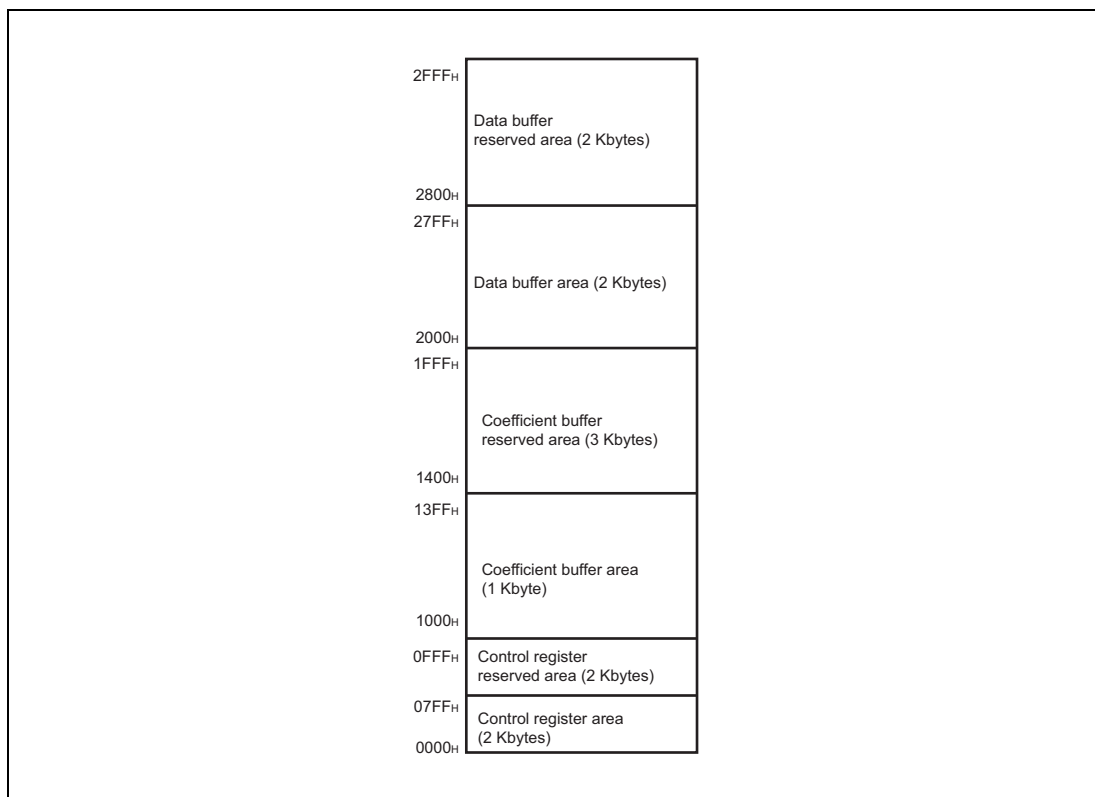 2FFFH
Data buffer
reserved area (2 Kbytes)
2800H
27FFH
Data buffer area (2 Kbytes)
2000H
1FFFH
Coefficient buffer
reserved area (3 Kbytes)
1400H
13FFH
Coefficient buffer area
(1 Kbyte)
1000H
0FFFH
Control register
reserved area (2 Kbytes)
07FFH
Control register area
(2 Kbytes)
0000H